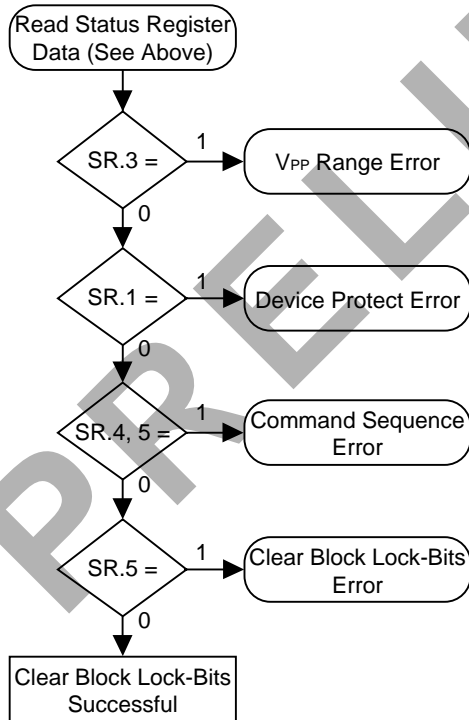 Read Status Register
Data (See Above)
SR.3 =
1
VPP Range Error
0
SR.1 =
1
Device Protect Error
0
SR.4, 5 =
1
Command Sequence
Error
0
SR.5 =
1
Clear Block Lock-Bits
Error
0
Clear Block Lock-Bits
Successful
PRELI